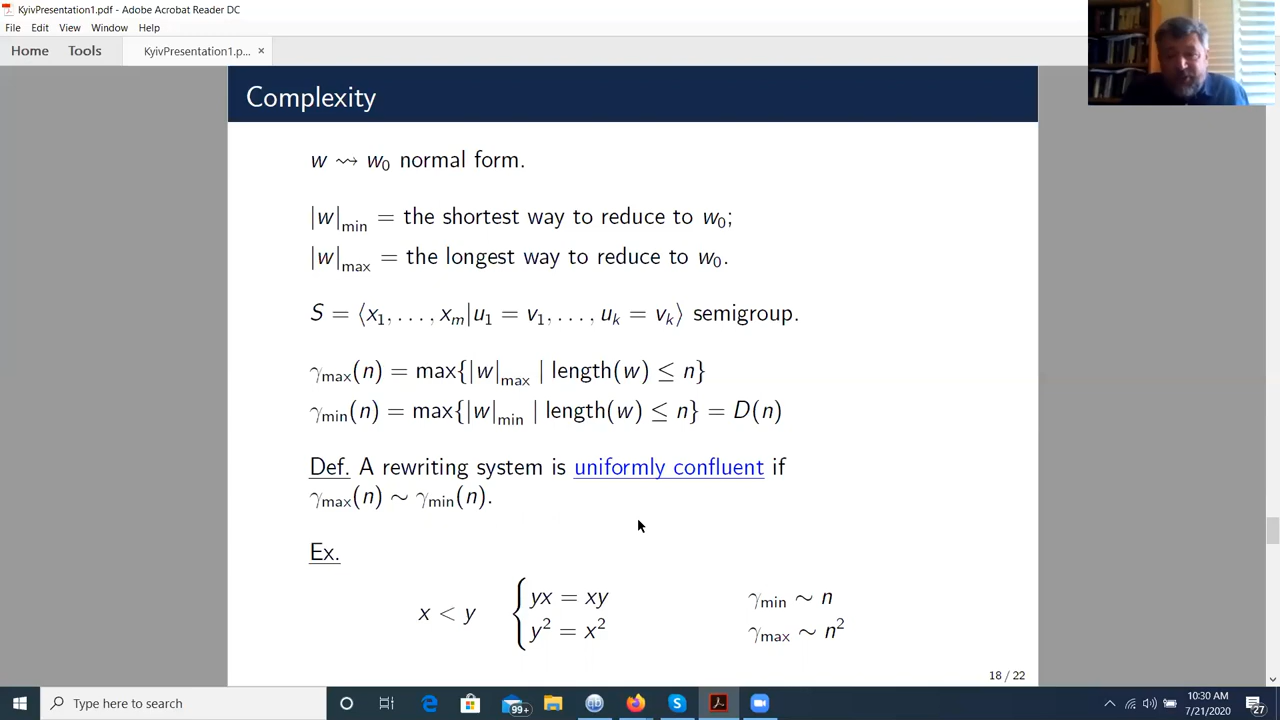 KyivPresentation1.pdf - Adobe Acrobat Reader DC
File Edit View Window Help
Home Tools KyivPresentation1.p... ×
Complexity
w ⇝ w₀ normal form.
|w|min = the shortest way to reduce to w₀;
|w|max = the longest way to reduce to w₀.
S = ⟨x₁, . . . , xₘ|u₁ = v₁, . . . , uₖ = vₖ⟩ semigroup.
γmax(n) = max{|w|max | length(w) ≤ n}
γmin(n) = max{|w|min | length(w) ≤ n} = D(n)
Def. A rewriting system is uniformly confluent if
γmax(n) ∼ γmin(n).
Ex.
x < y { yx = xy γmin ∼ n
y² = x² γmax ∼ n²
18 / 22
Type here to search 99+ 10:30 AM
7/21/2020 27